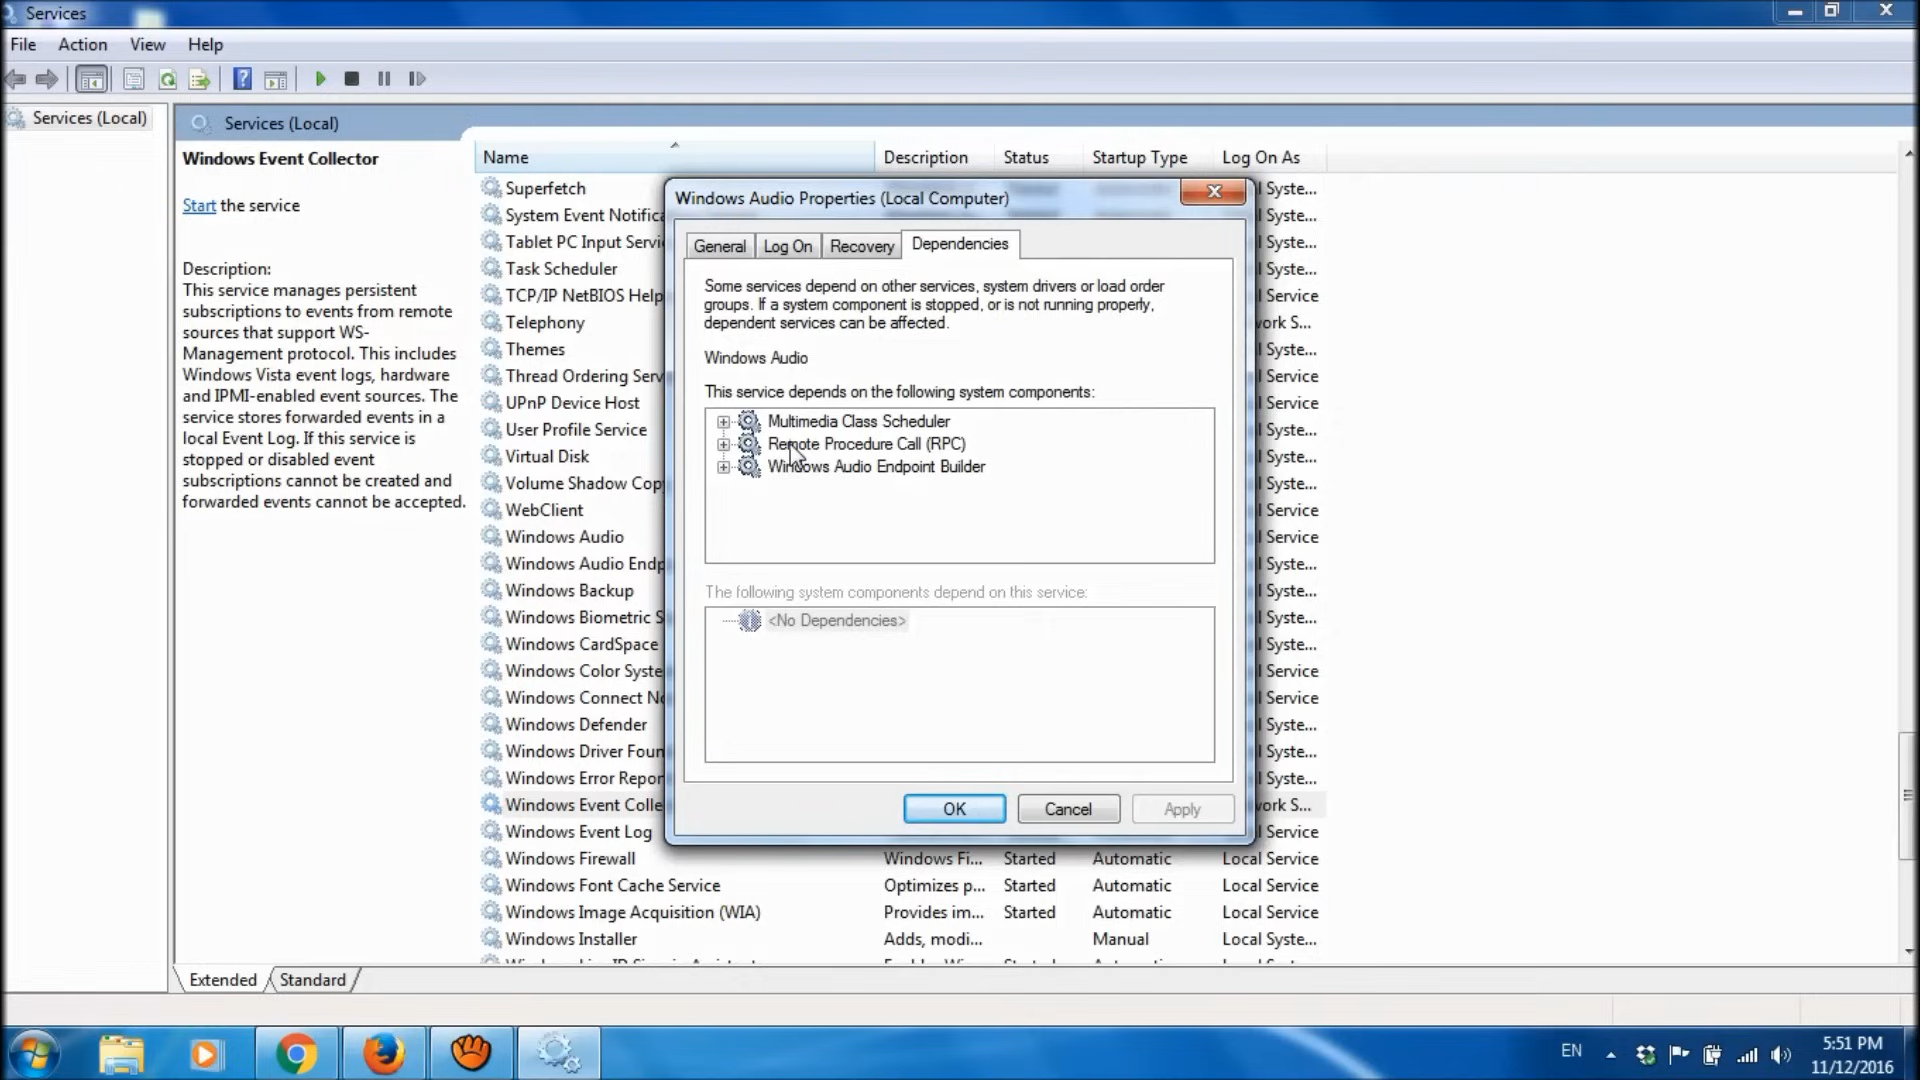 Services
File Action View Help
Services (Local)
Services (Local)
Windows Event Collector
Start the service
Description:
This service manages persistent
subscriptions to events from remote
sources that support WS-
Management protocol. This includes
Windows Vista event logs, hardware
and IPMI-enabled event sources. The
service stores forwarded events in a
local Event Log. If this service is
stopped or disabled event
subscriptions cannot be created and
forwarded events cannot be accepted.
Name Description Status Startup Type Log On As
Superfetch l Syste...
System Event Notifica l Syste...
Tablet PC Input Servi l Syste...
Task Scheduler l Syste...
TCP/IP NetBIOS Help l Service
Telephony ork S...
Themes l Syste...
Thread Ordering Serv l Service
UPnP Device Host l Service
User Profile Service l Syste...
Virtual Disk l Syste...
Volume Shadow Copy l Syste...
WebClient l Service
Windows Audio l Service
Windows Audio Endp l Syste...
Windows Backup l Syste...
Windows Biometric S l Syste...
Windows CardSpace l Syste...
Windows Color Syste l Service
Windows Connect No l Service
Windows Defender l Syste...
Windows Driver Foun l Syste...
Windows Error Repor l Syste...
Windows Event Colle ork S...
Windows Event Log l Service
Windows Firewall Windows Fi... Started Automatic Local Service
Windows Font Cache Service Optimizes p... Started Automatic Local Service
Windows Image Acquisition (WIA) Provides im... Started Automatic Local Service
Windows Installer Adds, modi... Manual Local Syste...
Windows Audio Properties (Local Computer)
General Log On Recovery Dependencies
Some services depend on other services, system drivers or load order
groups. If a system component is stopped, or is not running properly,
dependent services can be affected.
Windows Audio
This service depends on the following system components:
Multimedia Class Scheduler
Remote Procedure Call (RPC)
Windows Audio Endpoint Builder
The following system components depend on this service:
<No Dependencies>
OK Cancel Apply
Extended Standard
EN
5:51 PM
11/12/2016